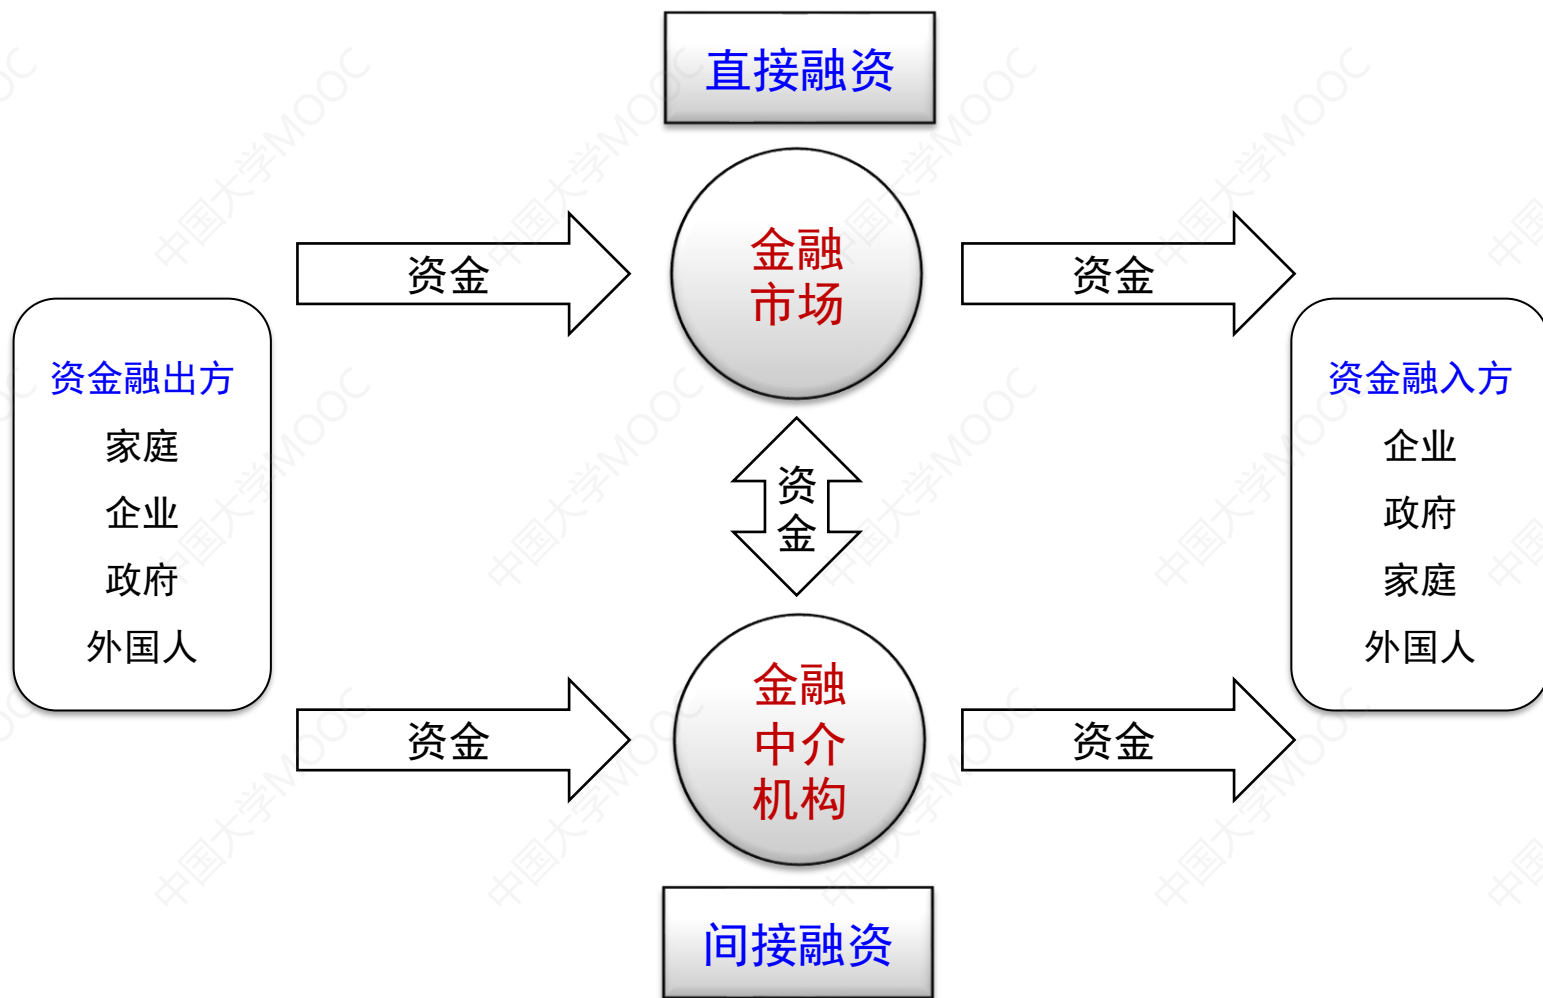 直接融资
资金
金融
市场
资金
资金融出方
家庭
企业
政府
外国人
资
金
资金融入方
企业
政府
家庭
外国人
资金
金融
中介
机构
资金
间接融资
中国大学MOOC